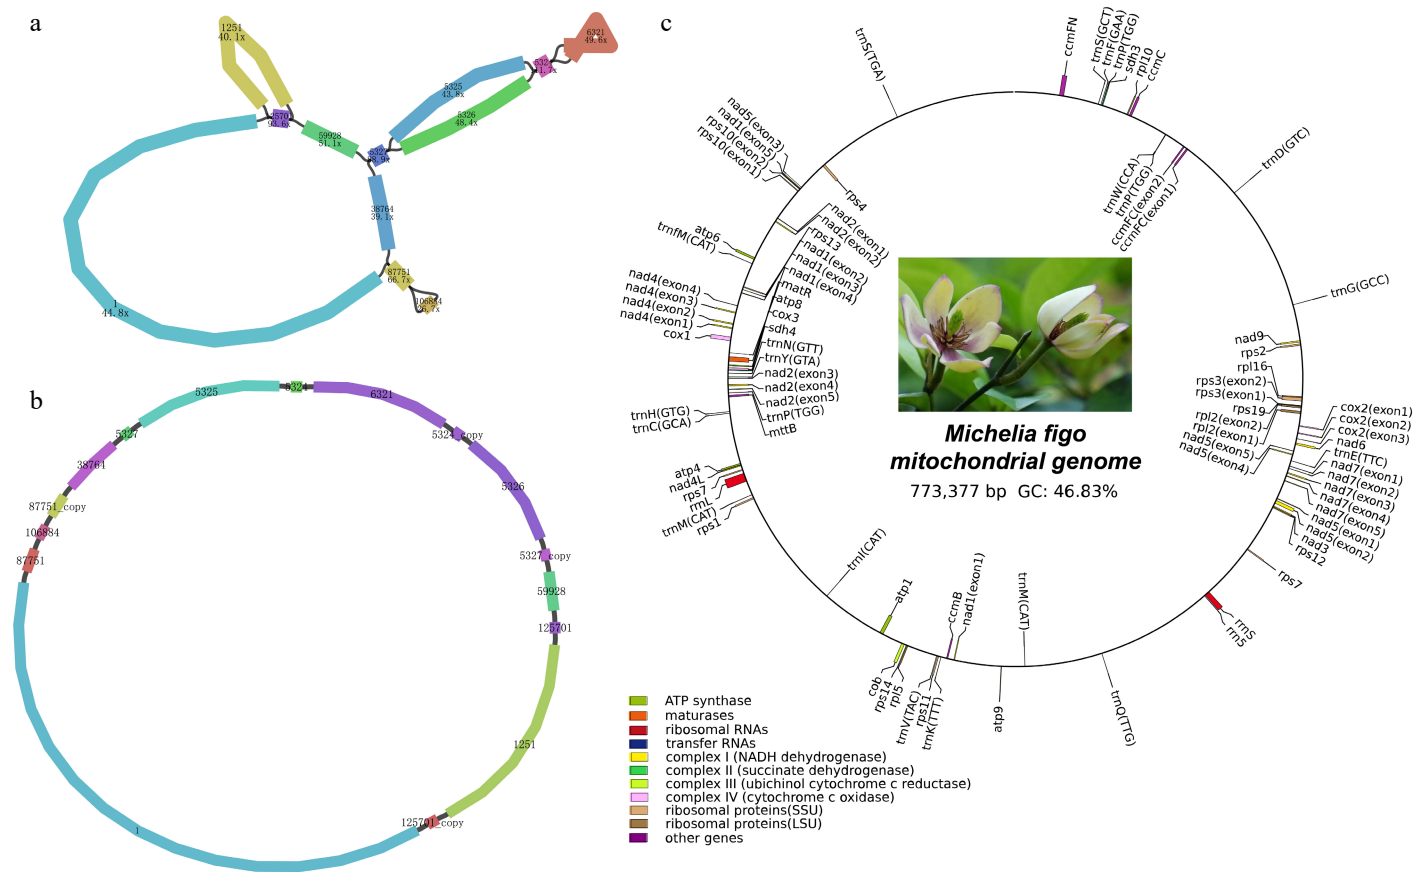 a
1251
40.1x
59928
51.1x
5325
43.8x
5326
48.4x
6321
49.6x
38764
39.1x
87751
66.7x
106884
1
44.8x
b
5325
5324
6321
5327
5324_copy
38764
5326
87751_copy
106884
87751
5327_copy
59928
125701
1251
125701_copy
1
c
ccmFN
trnS(GCT)
trnF(GAA)
trnP(TGG)
sdh3
rpl10
ccmC
trnD(GTC)
trnW(CCA)
trnP(TGG)
ccmFC(exon2)
ccmFC(exon1)
trnG(GCC)
nad9
rps2
rpl16
rps3(exon2)
rps3(exon1)
rps19
rpl2(exon2)
rpl2(exon1)
nad5(exon5)
nad5(exon4)
cox2(exon1)
cox2(exon2)
cox2(exon3)
nad6
trnE(TTC)
nad7(exon1)
nad7(exon2)
nad7(exon3)
nad7(exon4)
nad7(exon5)
nad5(exon1)
nad5(exon2)
nad3
rps12
rps7
rrnS
rrn5
trnQ(TTG)
trnM(CAT)
atp9
nad1(exon1)
ccmB
trnK(TTT)
rps11
trnV(TAC)
rpl5
rps14
cob
atp1
trnI(CAT)
rps1
trnM(CAT)
rrnL
rps7
nad4L
atp4
trnC(GCA)
trnH(GTG)
cox1
nad4(exon1)
nad4(exon2)
nad4(exon3)
nad4(exon4)
trnfM(CAT)
atp6
rps10(exon1)
rps10(exon2)
nad1(exon5)
nad5(exon3)
trnS(TGA)
rps4
nad2(exon1)
nad2(exon2)
rps13
nad1(exon2)
nad1(exon3)
nad1(exon4)
matR
atp8
cox3
sdh4
trnN(GTT)
trnY(GTA)
nad2(exon3)
nad2(exon4)
nad2(exon5)
trnP(TGG)
mttB
Michelia figo
mitochondrial genome
773,377 bp GC: 46.83%
ATP synthase
maturases
ribosomal RNAs
transfer RNAs
complex I (NADH dehydrogenase)
complex II (succinate dehydrogenase)
complex III (ubichinol cytochrome c reductase)
complex IV (cytochrome c oxidase)
ribosomal proteins(SSU)
ribosomal proteins(LSU)
other genes